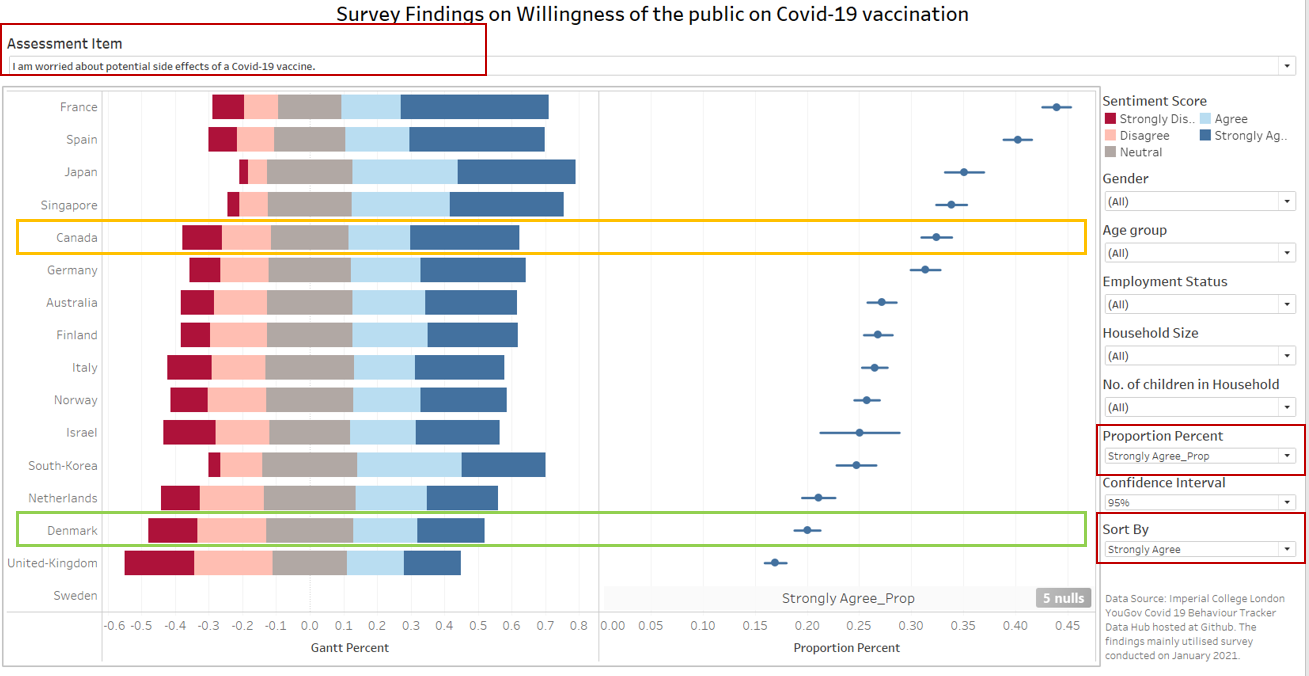 Survey Findings on Willingness of the public on Covid-19 vaccination
Assessment Item
I am worried about potential side effects of a Covid-19 vaccine.
France
Spain
Japan
Singapore
Canada
Germany
Australia
Finland
Italy
Norway
Israel
South-Korea
Netherlands
Denmark
United-Kingdom
Sweden
-0.6 -0.5 -0.4 -0.3 -0.2 -0.1 0.0 0.1 0.2 0.3 0.4 0.5 0.6 0.7 0.8
Gantt Percent
Strongly Agree_Prop
5 nulls
0.00 0.05 0.10 0.15 0.20 0.25 0.30 0.35 0.40 0.45
Proportion Percent
Sentiment Score
Strongly Dis.. Agree
Disagree Strongly Ag..
Neutral
Gender
(All)
Age group
(All)
Employment Status
(All)
Household Size
(All)
No. of children in Household
(All)
Proportion Percent
Strongly Agree_Prop
Confidence Interval
95%
Sort By
Strongly Agree
Data Source: Imperial College London
YouGov Covid 19 Behaviour Tracker
Data Hub hosted at Github. The
findings mainly utilised survey
conducted on January 2021.